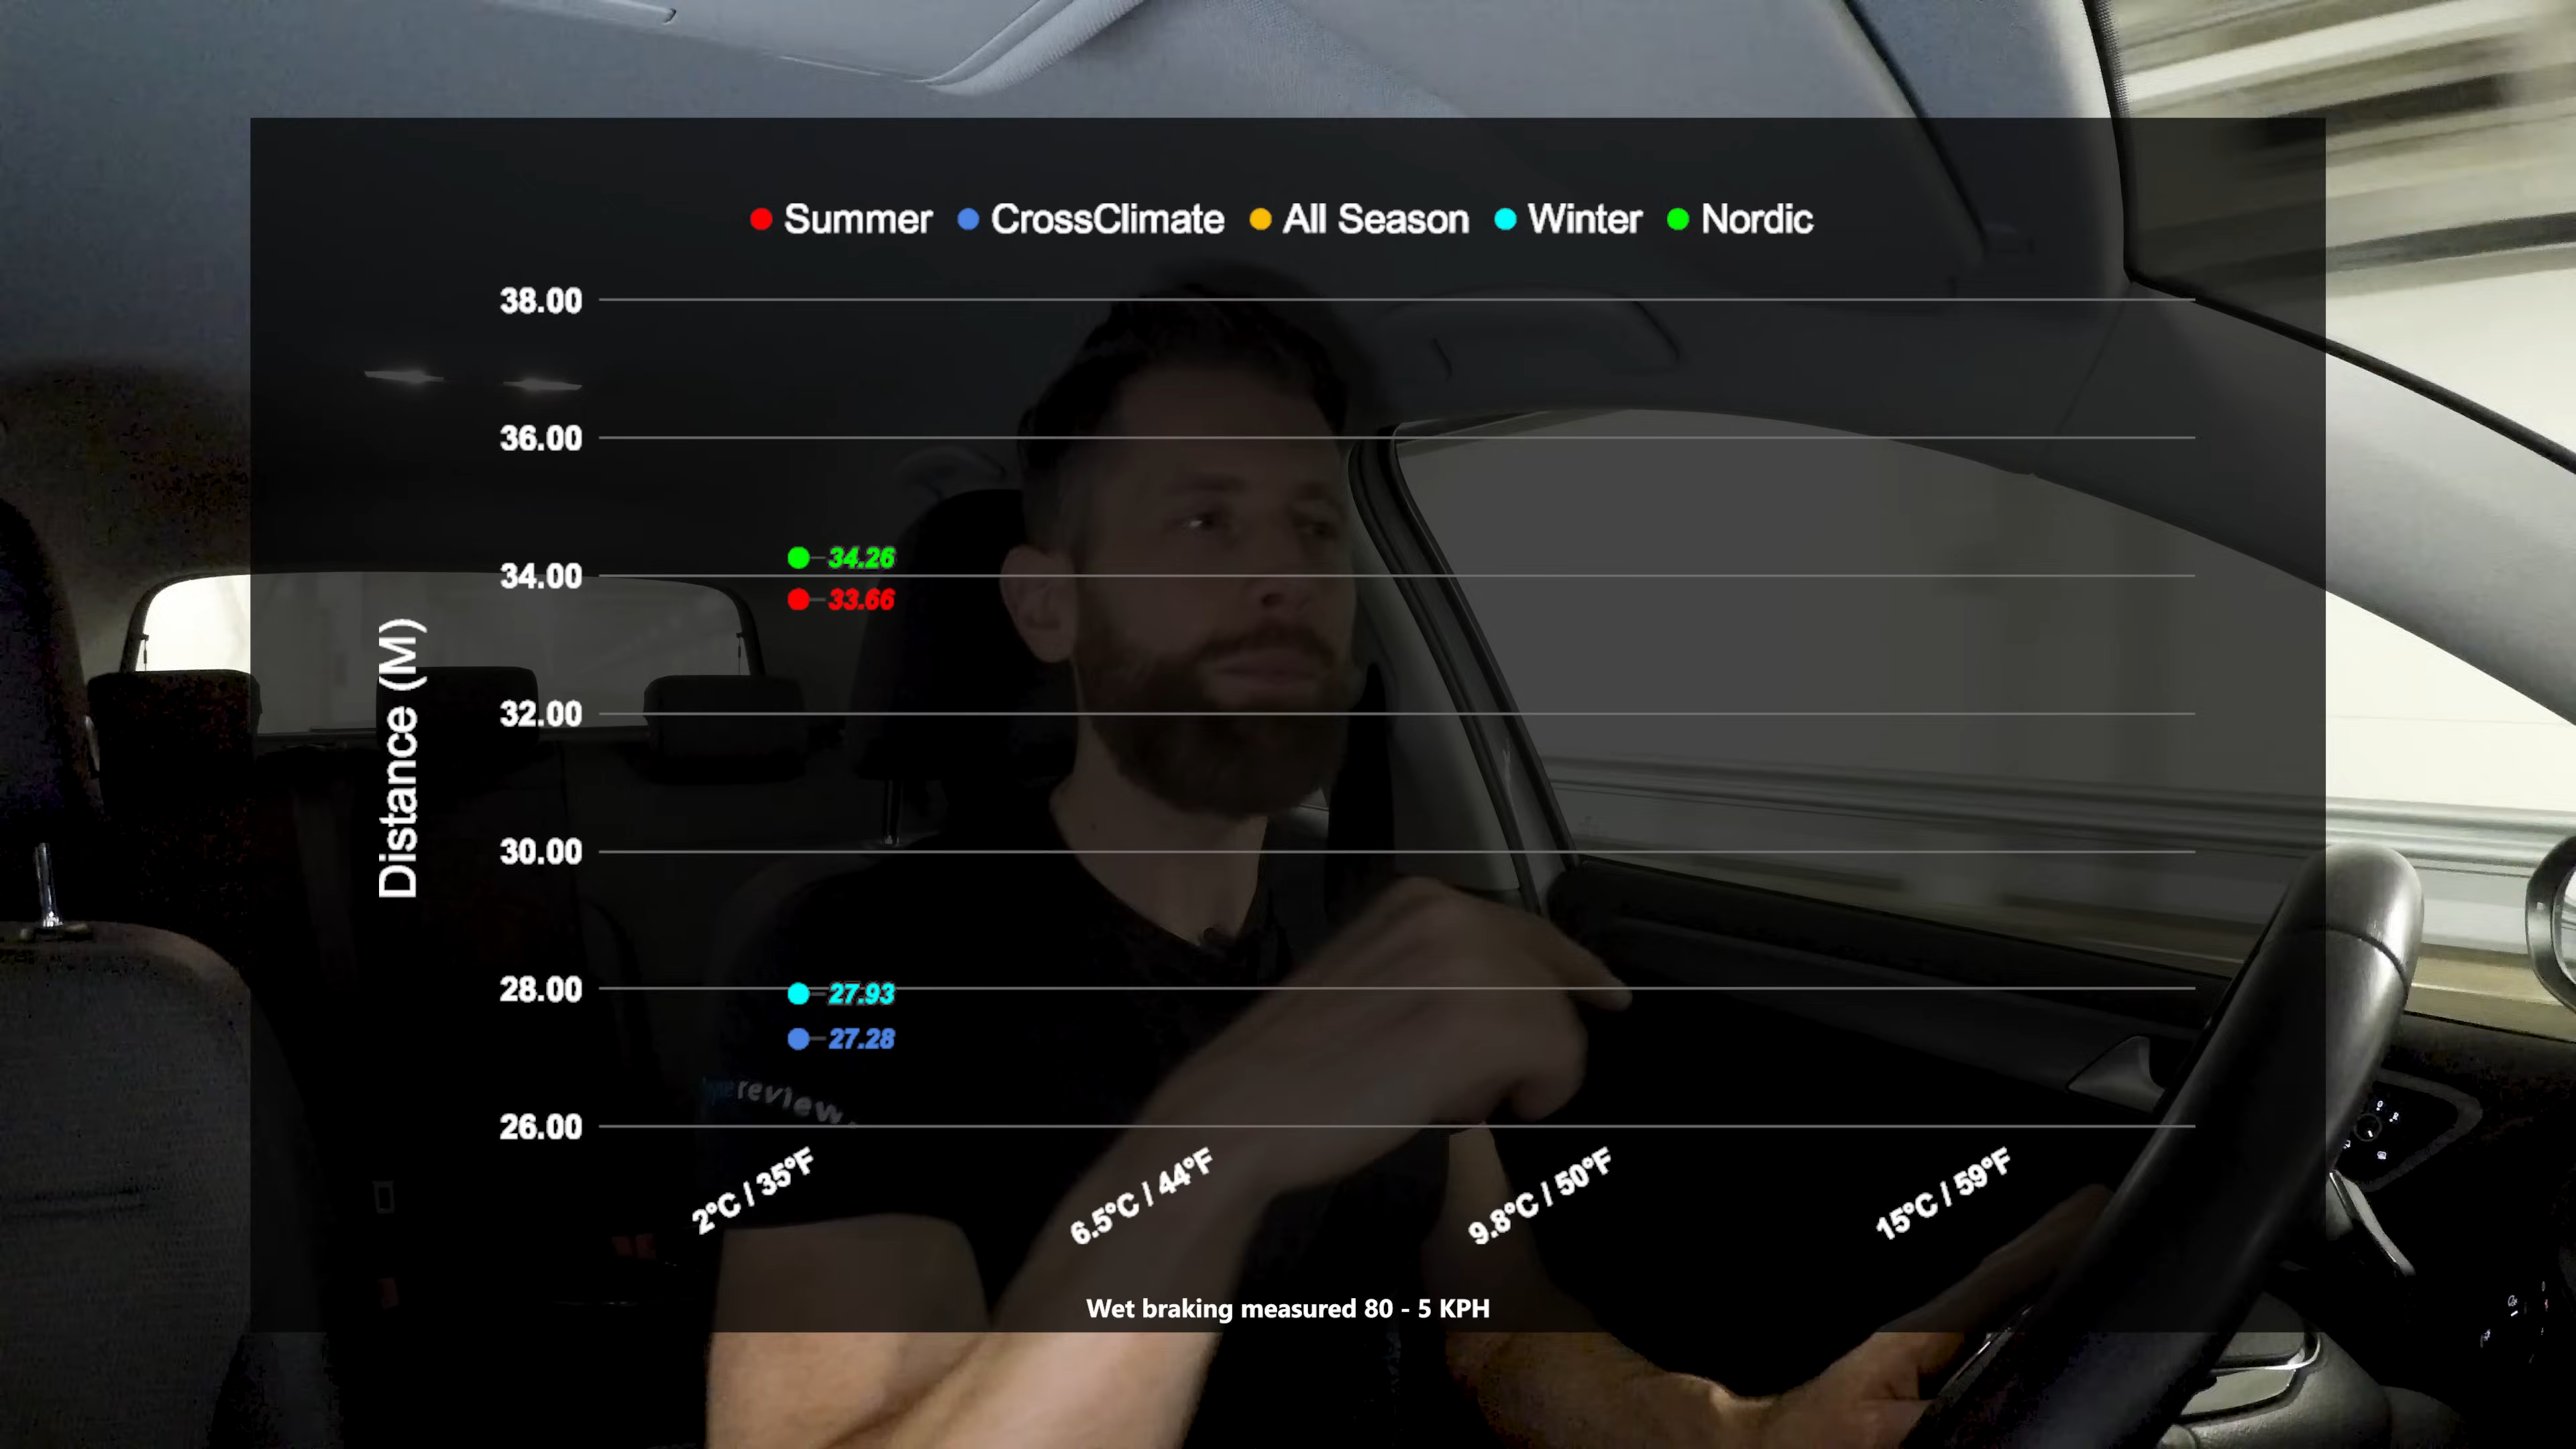 Summer CrossClimate All Season Winter Nordic
38.00
36.00
34.26
34.00
33.66
Distance (M)
32.00
30.00
28.00
27.93
27.28
review
26.00
2°C / 35°F
6.5°C / 44°F
9.8°C / 50°F
15°C / 59°F
Wet braking measured 80 - 5 KPH